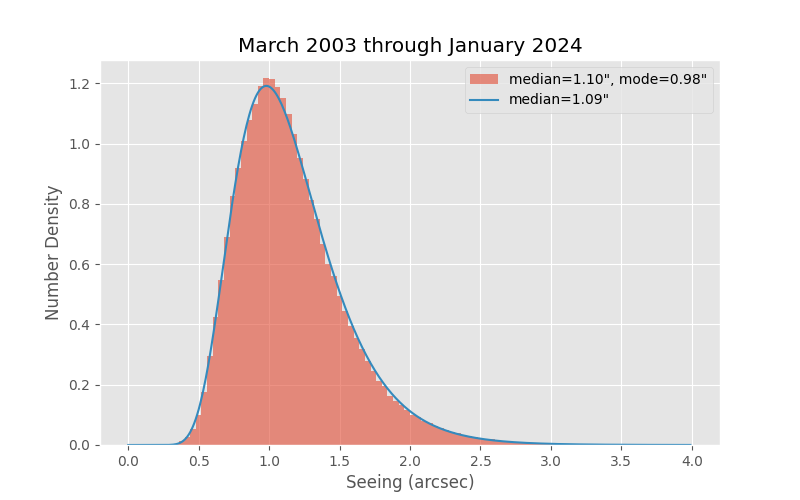 March 2003 through January 2024
median=1.10", mode=0.98"
median=1.09"
1.2
1.0
0.8
0.6
0.4
0.2
0.0
Number Density
0.0 0.5 1.0 1.5 2.0 2.5 3.0 3.5 4.0
Seeing (arcsec)